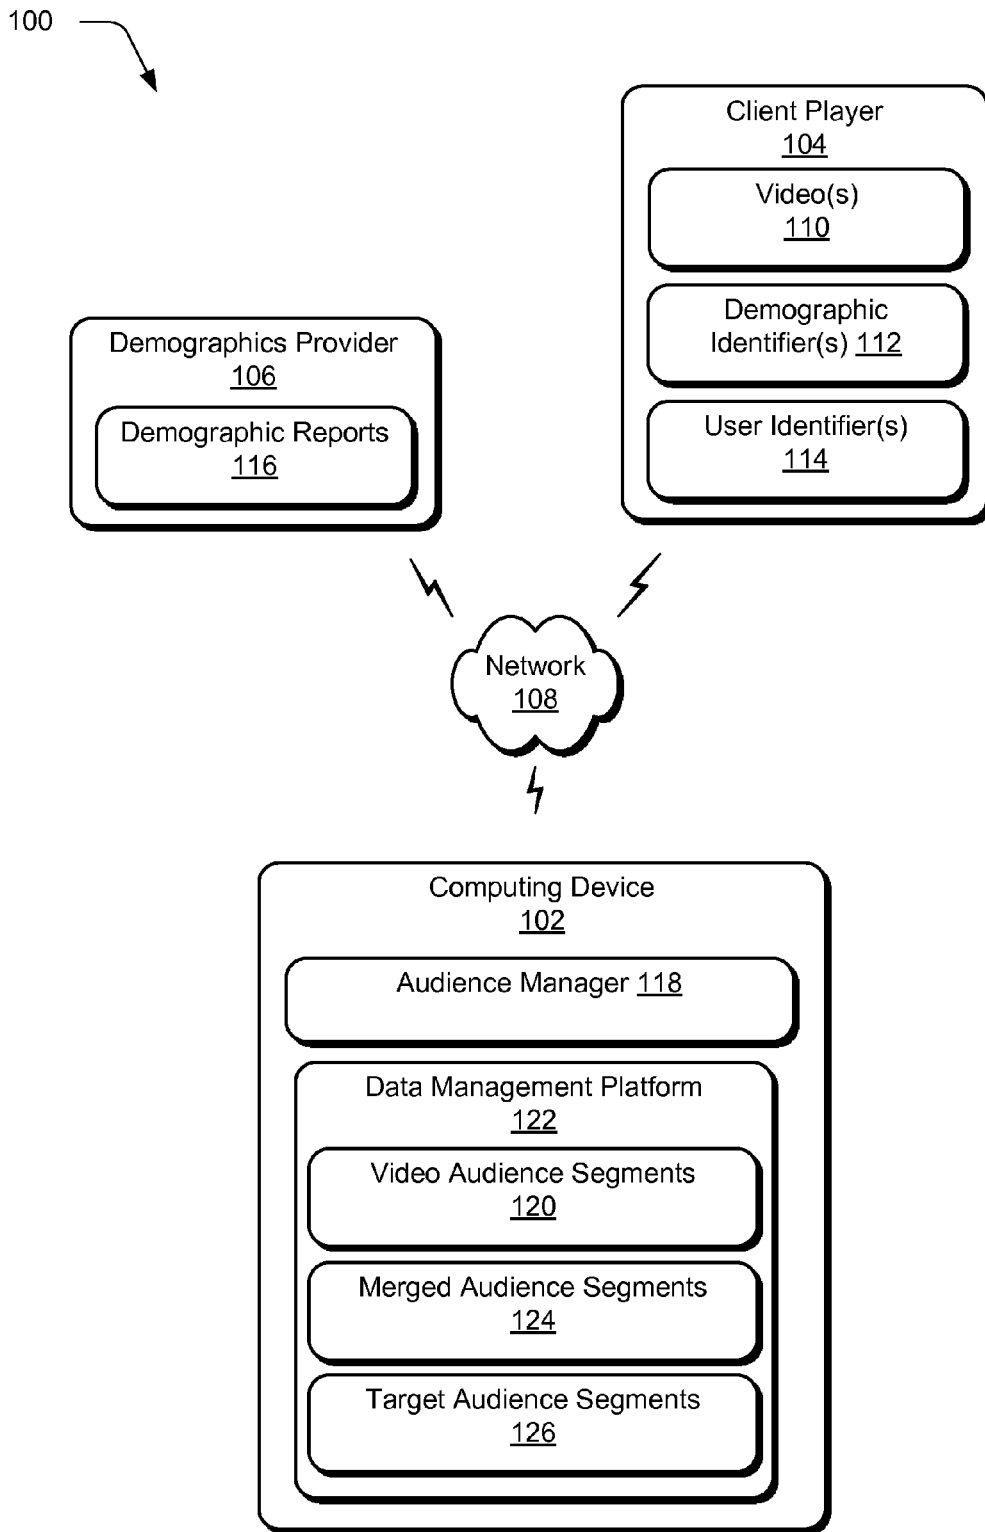 100
Client Player
104
Video(s)
110
Demographic
Identifier(s) 112
User Identifier(s)
114
Demographics Provider
106
Demographic Reports
116
Network
108
Computing Device
102
Audience Manager 118
Data Management Platform
122
Video Audience Segments
120
Merged Audience Segments
124
Target Audience Segments
126